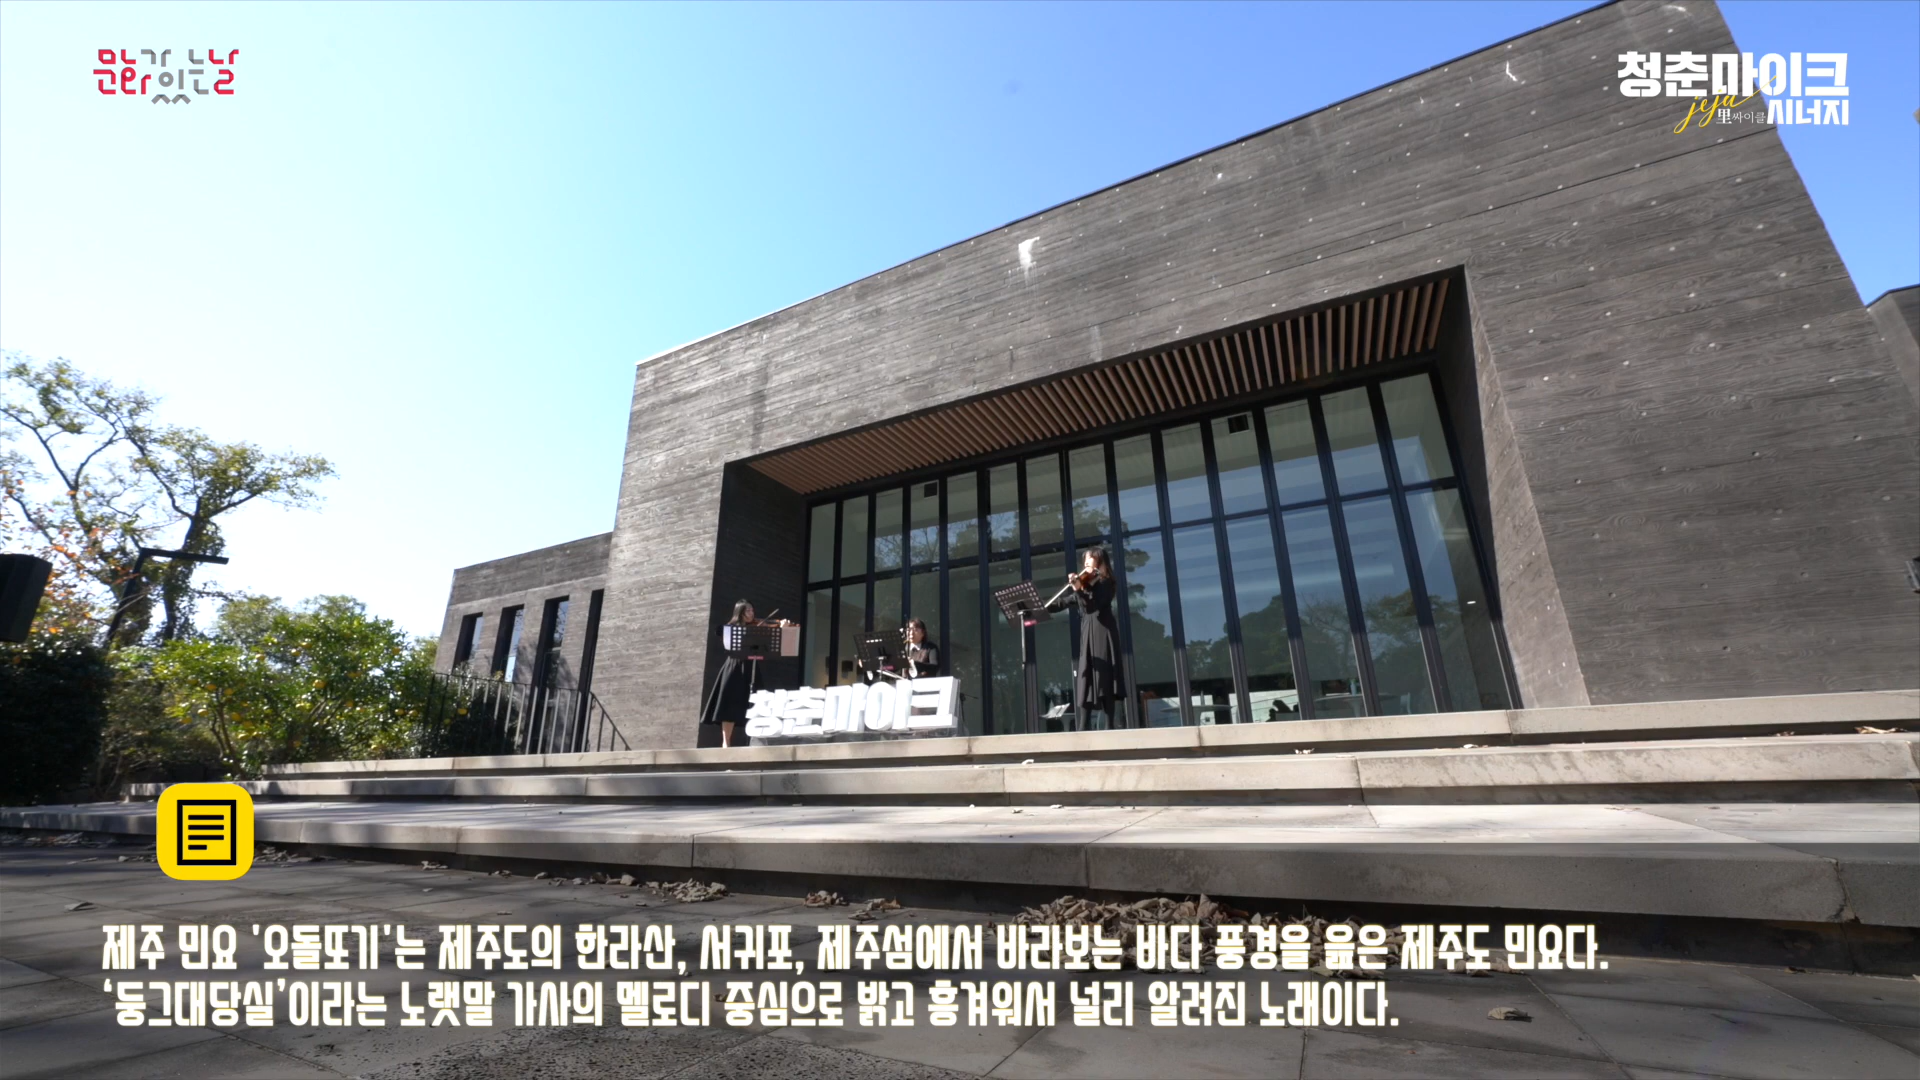 문화가 있는 날
청춘마이크
jeju 里싸이클 시너지
청춘마이크
제주 민요 '오돌또기'는 제주도의 한라산, 서귀포, 제주섬에서 바라보는 바다 풍경을 읊은 제주도 민요다.
‘둥그대당실’이라는 노랫말 가사의 멜로디 중심으로 밝고 흥겨워서 널리 알려진 노래이다.